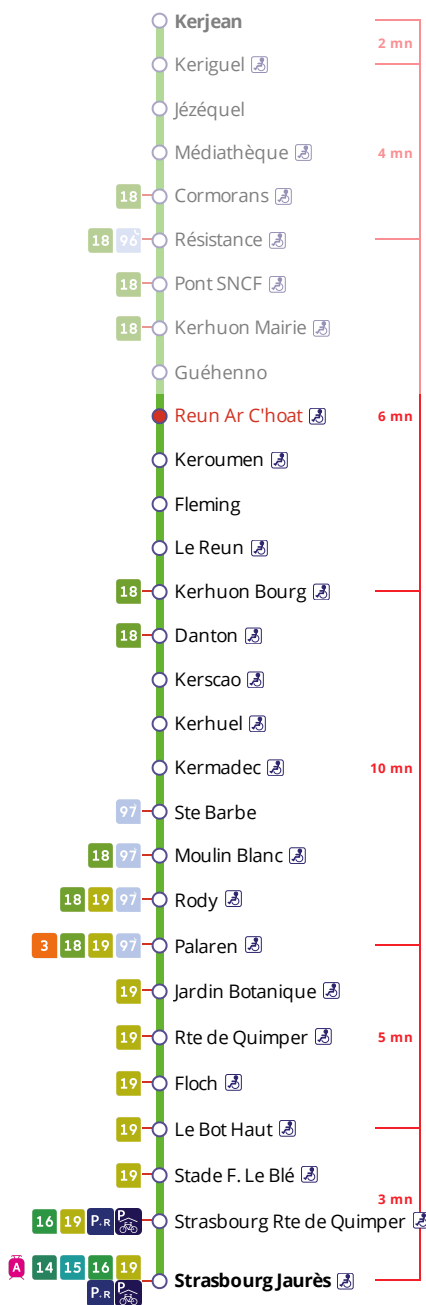 Kerjean
2 mn
Keriguel
Jézéquel
Médiathèque 4 mn
18 Cormorans
18 96 Résistance
18 Pont SNCF
18 Kerhuon Mairie
Guéhenno
Reun Ar C'hoat 6 mn
Keroumen
Fleming
Le Reun
18 Kerhuon Bourg
18 Danton
Kerscao
Kerhuel
Kermadec 10 mn
97 Ste Barbe
18 97 Moulin Blanc
18 19 97 Rody
3 18 19 97 Palaren
19 Jardin Botanique
19 Rte de Quimper 5 mn
19 Floch
19 Le Bot Haut
19 Stade F. Le Blé
3 mn
16 19 P.R P Strasbourg Rte de Quimper
A 14 15 16 19 Strasbourg Jaurès
P.R P